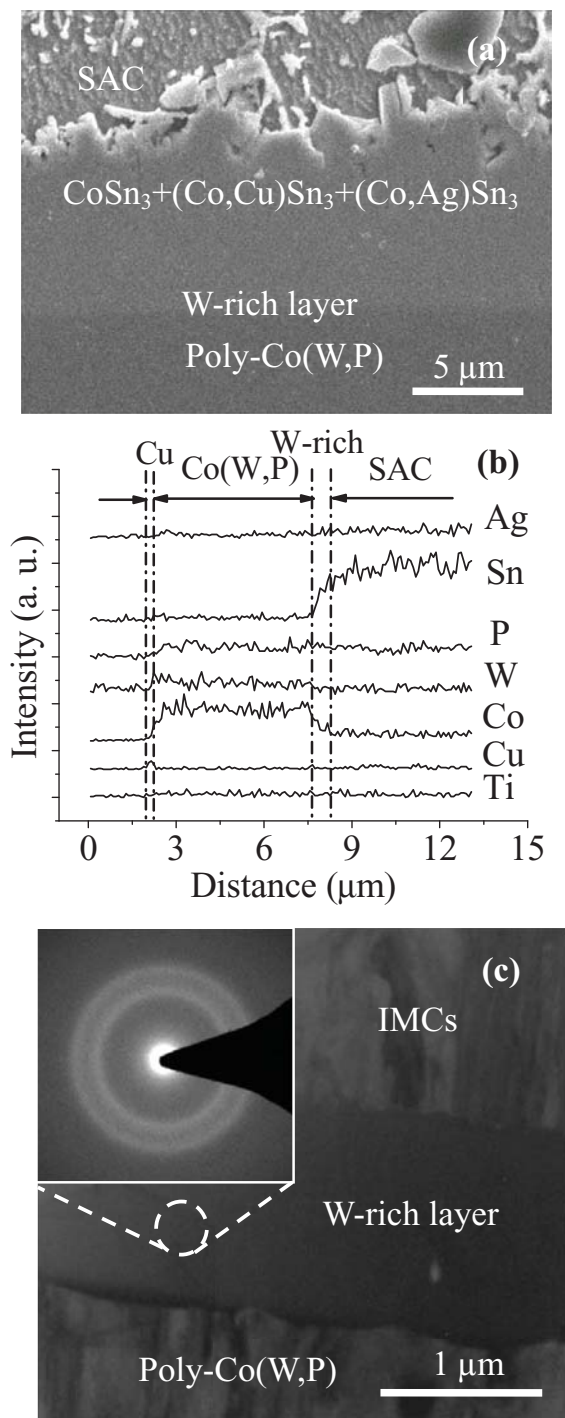 (a)
SAC
CoSn₃+(Co,Cu)Sn₃+(Co,Ag)Sn₃
W-rich layer
Poly-Co(W,P)
5 μm
Cu
W-rich
Co(W,P)
SAC
(b)
Ag
Sn
P
W
Co
Cu
Ti
Intensity (a. u.)
0 3 6 9 12 15
Distance (μm)
(c)
IMCs
W-rich layer
Poly-Co(W,P)
1 μm